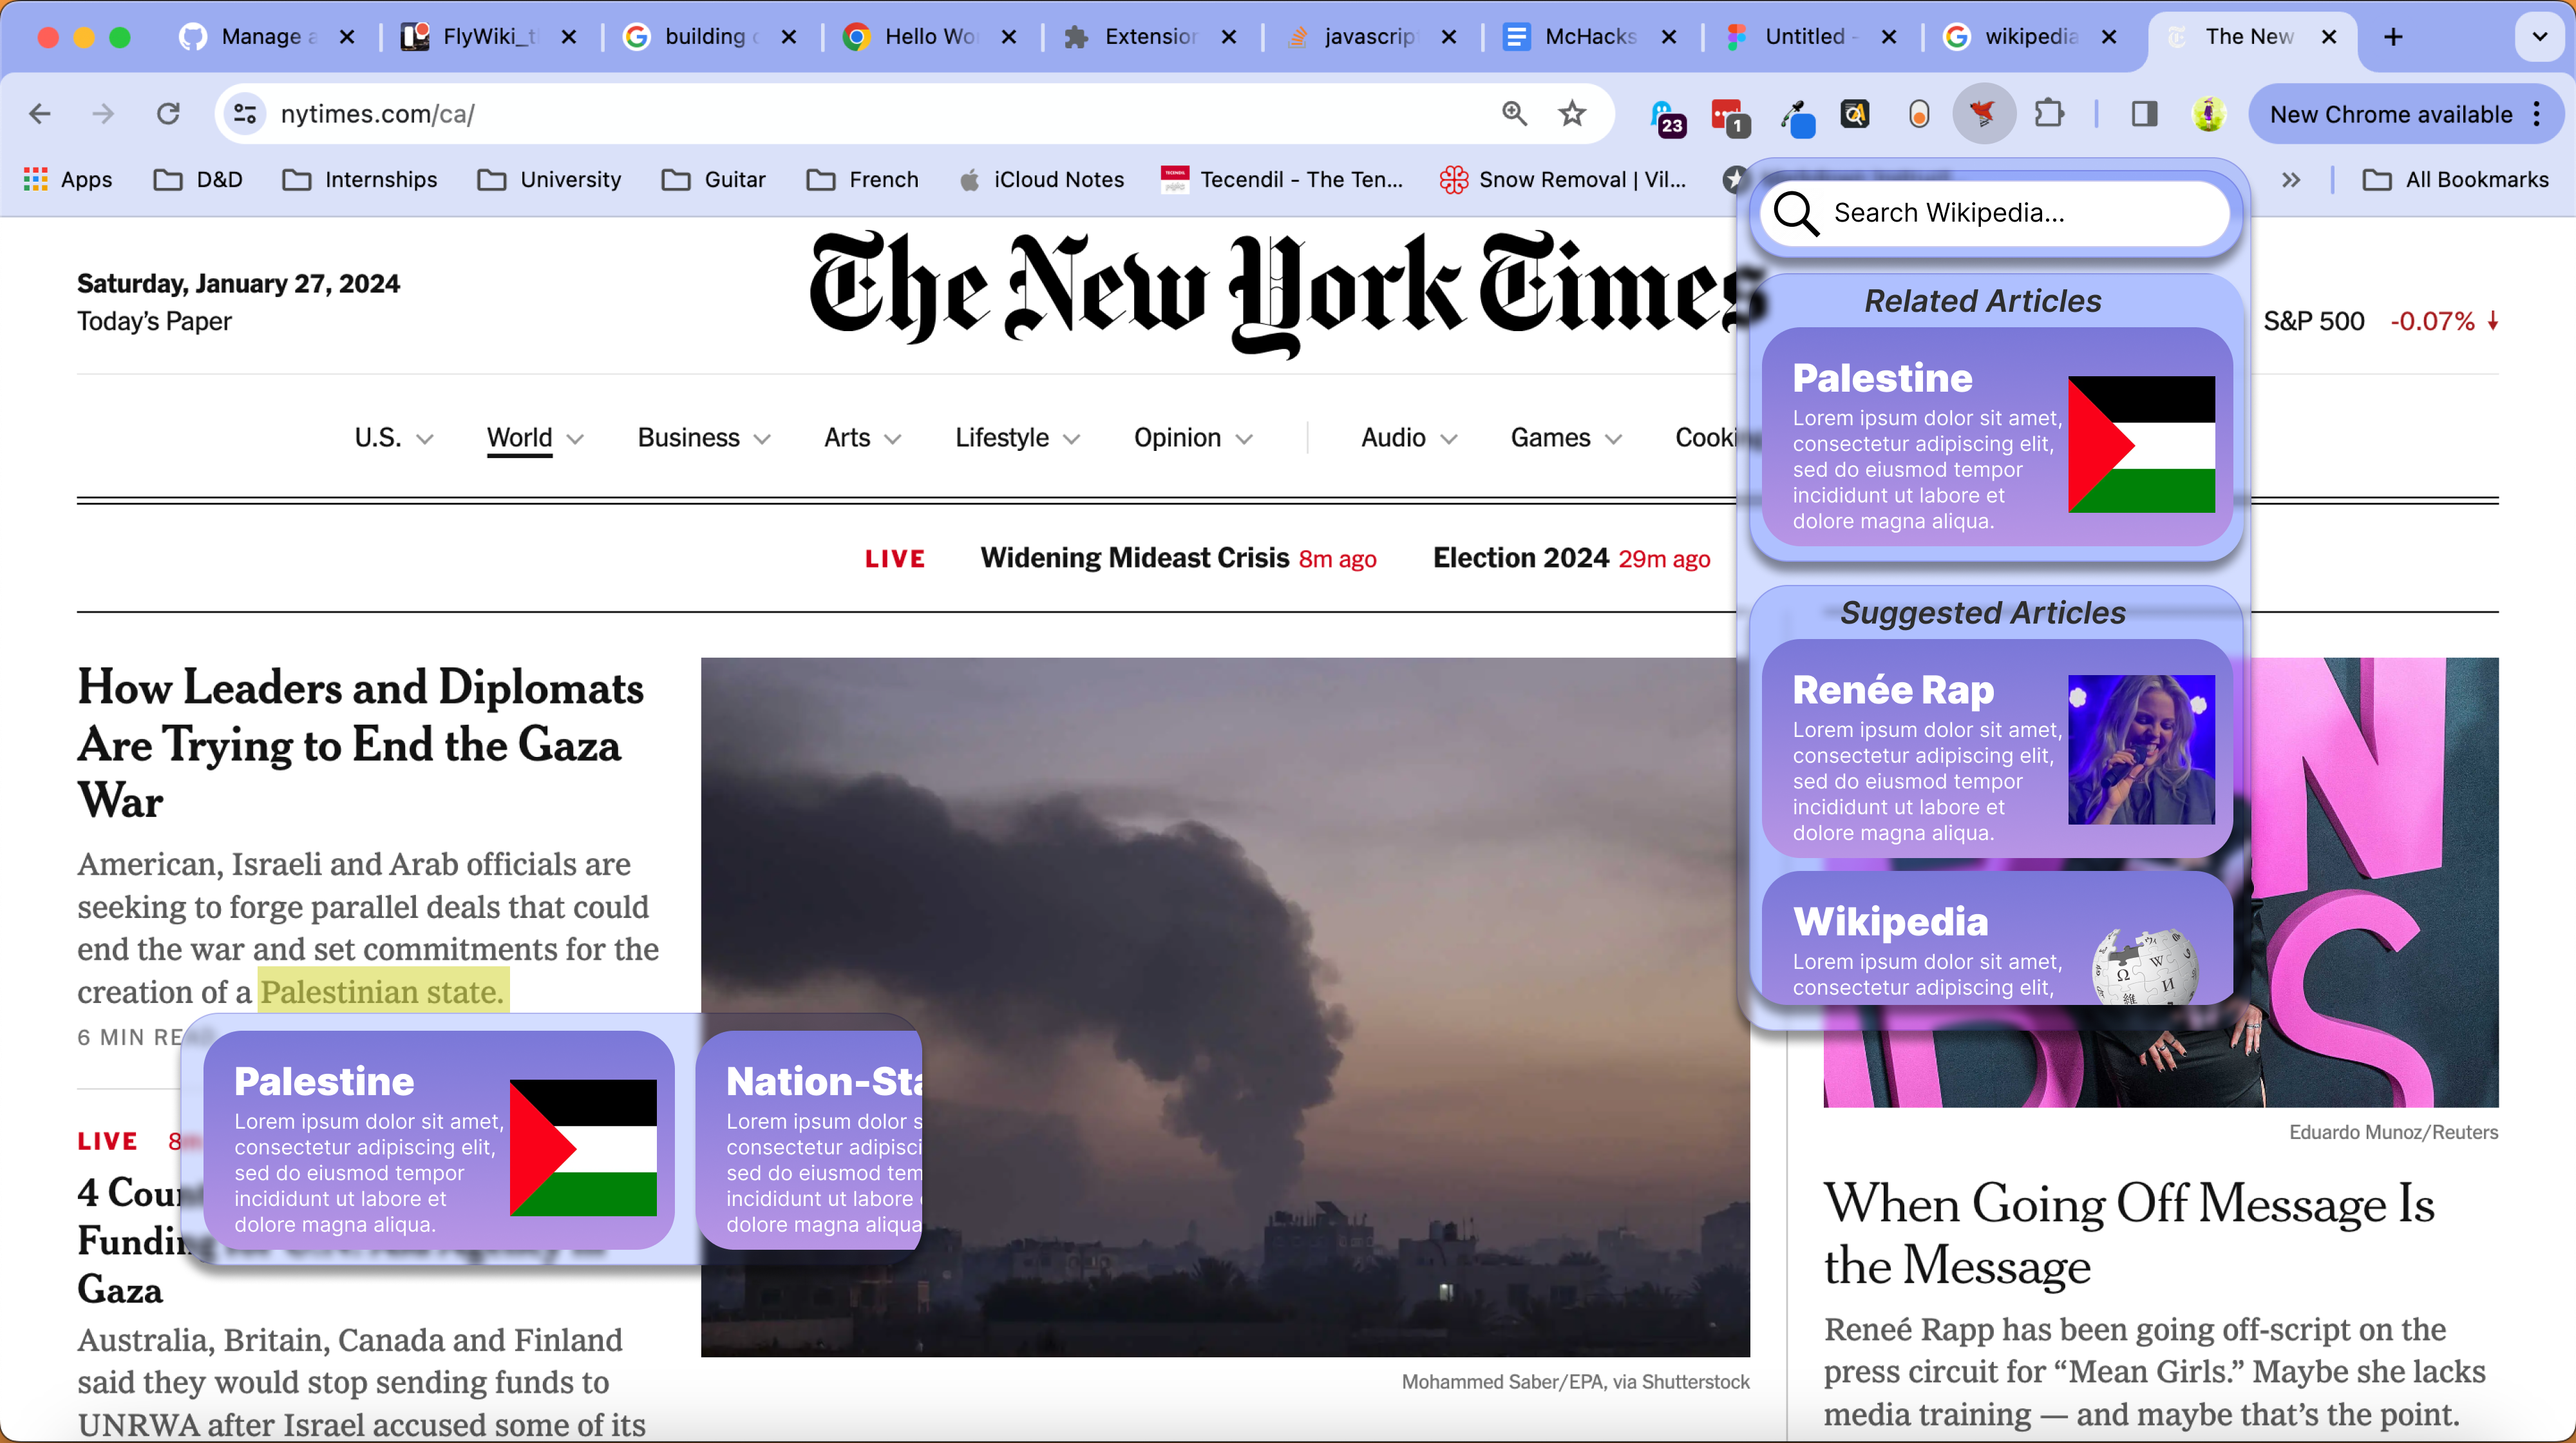 Manage
FlyWiki_t
building
Hello Wo
Extension
javascrip
McHacks
Untitled -
wikipedia
The New
nytimes.com/ca/
23
1
New Chrome available
Apps
D&D
Internships
University
Guitar
French
iCloud Notes
Tecendil - The Ten...
Snow Removal | Vil...
All Bookmarks
Search Wikipedia...
Saturday, January 27, 2024
Today's Paper
The New York Times
S&P 500 -0.07%
U.S.
World
Business
Arts
Lifestyle
Opinion
Audio
Games
Cooki
LIVE
Widening Mideast Crisis 8m ago
Election 2024 29m ago
Related Articles
Palestine
Lorem ipsum dolor sit amet,
consectetur adipiscing elit,
sed do eiusmod tempor
incididunt ut labore et
dolore magna aliqua.
Suggested Articles
Renée Rap
Lorem ipsum dolor sit amet,
consectetur adipiscing elit,
sed do eiusmod tempor
incididunt ut labore et
dolore magna aliqua.
Wikipedia
Lorem ipsum dolor sit amet,
consectetur adipiscing elit,
How Leaders and Diplomats
Are Trying to End the Gaza
War
American, Israeli and Arab officials are
seeking to forge parallel deals that could
end the war and set commitments for the
creation of a Palestinian state.
6 MIN RE
Palestine
Lorem ipsum dolor sit amet,
consectetur adipiscing elit,
sed do eiusmod tempor
incididunt ut labore et
dolore magna aliqua.
Nation-Sta
Lorem ipsum dolor s
consectetur adipisci
sed do eiusmod tem
incididunt ut labore
dolore magna aliqua
LIVE 8
4 Coun
Fundin
Gaza
Australia, Britain, Canada and Finland
said they would stop sending funds to
UNRWA after Israel accused some of its
Mohammed Saber/EPA, via Shutterstock
Eduardo Munoz/Reuters
When Going Off Message Is
the Message
Reneé Rapp has been going off-script on the
press circuit for “Mean Girls.” Maybe she lacks
media training — and maybe that's the point.